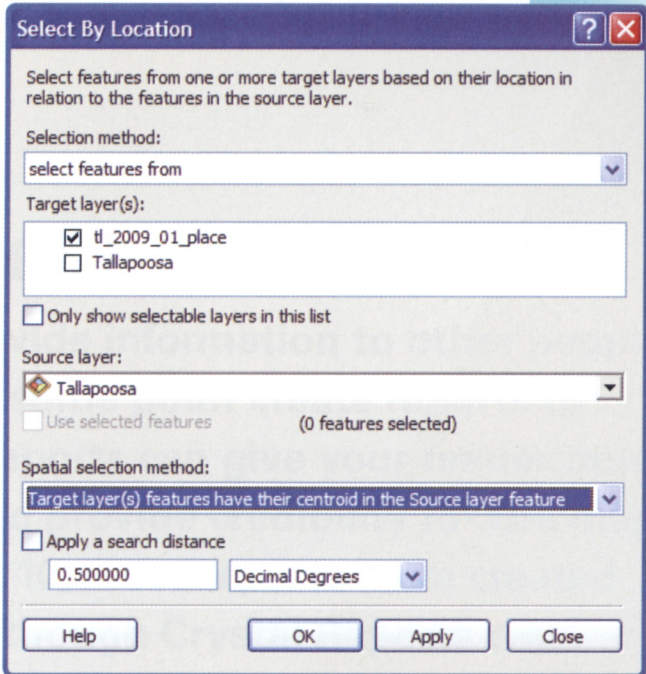 Select By Location
Select features from one or more target layers based on their location in
relation to the features in the source layer.
Selection method:
select features from
Target layer(s):
tl_2009_01_place
Tallapoosa
Only show selectable layers in this list
Source layer:
Tallapoosa
Use selected features (0 features selected)
Spatial selection method:
Target layer(s) features have their centroid in the Source layer feature
Apply a search distance
0.500000 Decimal Degrees
Help OK Apply Close